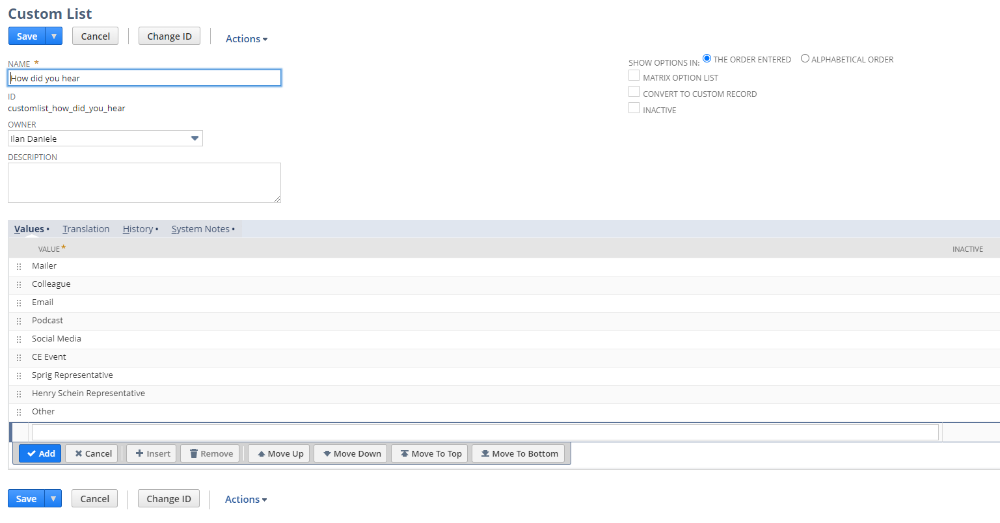 Custom List
Save Cancel Change ID Actions
NAME *
How did you hear
ID
customlist_how_did_you_hear
OWNER
Ilan Daniele
DESCRIPTION
SHOW OPTIONS IN: THE ORDER ENTERED ALPHABETICAL ORDER
MATRIX OPTION LIST
CONVERT TO CUSTOM RECORD
INACTIVE
Values • Translation History • System Notes •
VALUE * INACTIVE
Mailer
Colleague
Email
Podcast
Social Media
CE Event
Sprig Representative
Henry Schein Representative
Other
Add Cancel Insert Remove Move Up Move Down Move To Top Move To Bottom
Save Cancel Change ID Actions